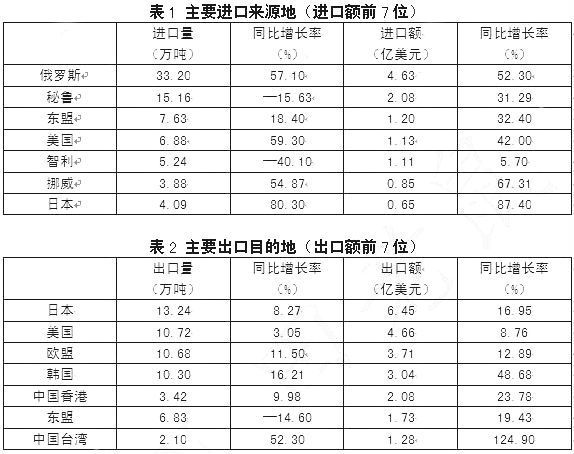 表1 主要进口来源地（进口额前7位）
进口量 同比增长率 进口额 同比增长率
（万吨） （%） （亿美元） （%）
俄罗斯 33.20 57.10 4.63 52.30
秘鲁 15.16 —15.63 2.08 31.29
东盟 7.63 18.40 1.20 32.40
美国 6.88 59.30 1.13 42.00
智利 5.24 —40.10 1.11 5.70
挪威 3.88 54.87 0.85 67.31
日本 4.09 80.30 0.65 87.40
表2 主要出口目的地（出口额前7位）
出口量 同比增长率 出口额 同比增长率
（万吨） （%） （亿美元） （%）
日本 13.24 8.27 6.45 16.95
美国 10.72 3.05 4.66 8.76
欧盟 10.68 11.50 3.71 12.89
韩国 10.30 16.21 3.04 48.68
中国香港 3.42 9.98 2.08 23.78
东盟 6.83 —14.60 1.73 19.43
中国台湾 2.10 52.30 1.28 124.90